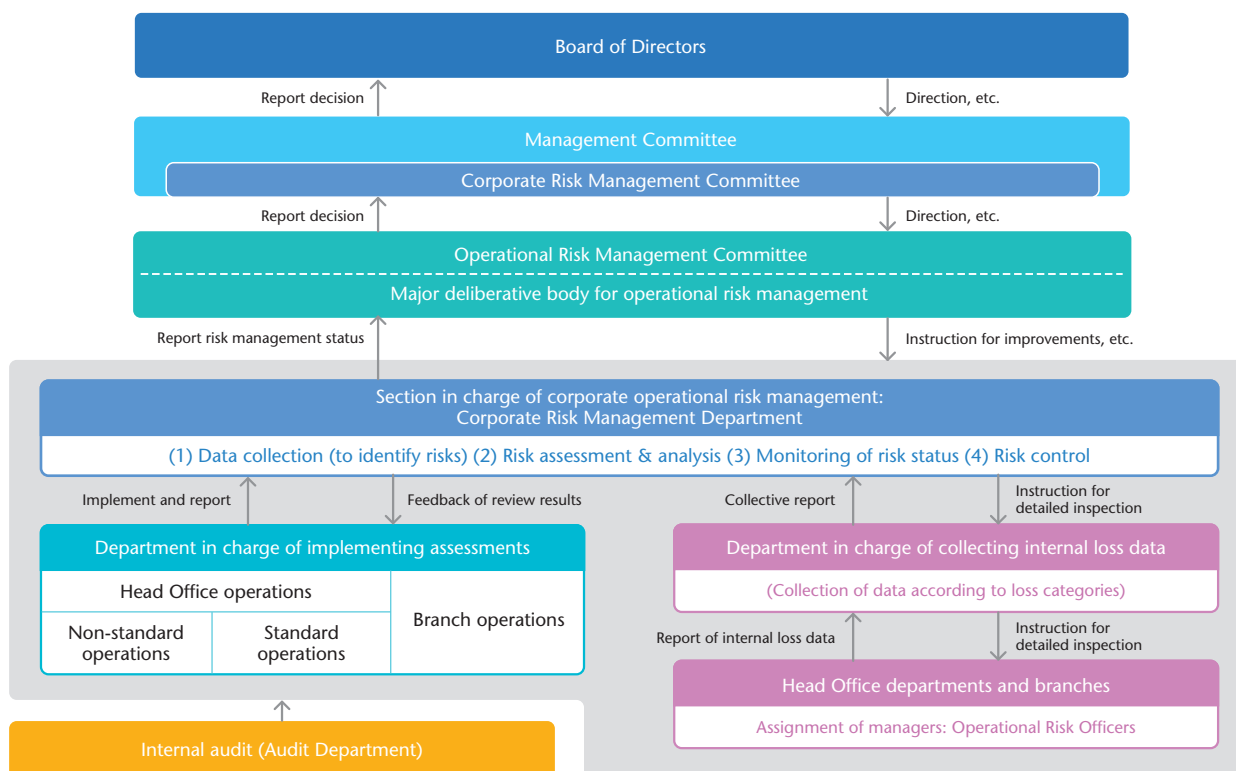 Board of Directors
Report decision
Direction, etc.
Management Committee
Corporate Risk Management Committee
Report decision
Direction, etc.
Operational Risk Management Committee
Major deliberative body for operational risk management
Report risk management status
Instruction for improvements, etc.
Section in charge of corporate operational risk management:
Corporate Risk Management Department
(1) Data collection (to identify risks) (2) Risk assessment & analysis (3) Monitoring of risk status (4) Risk control
Implement and report
Feedback of review results
Collective report
Instruction for
detailed inspection
Department in charge of implementing assessments
Head Office operations
Non-standard
operations
Standard
operations
Branch operations
Department in charge of collecting internal loss data
(Collection of data according to loss categories)
Report of internal loss data
Instruction for
detailed inspection
Head Office departments and branches
Assignment of managers: Operational Risk Officers
Internal audit (Audit Department)